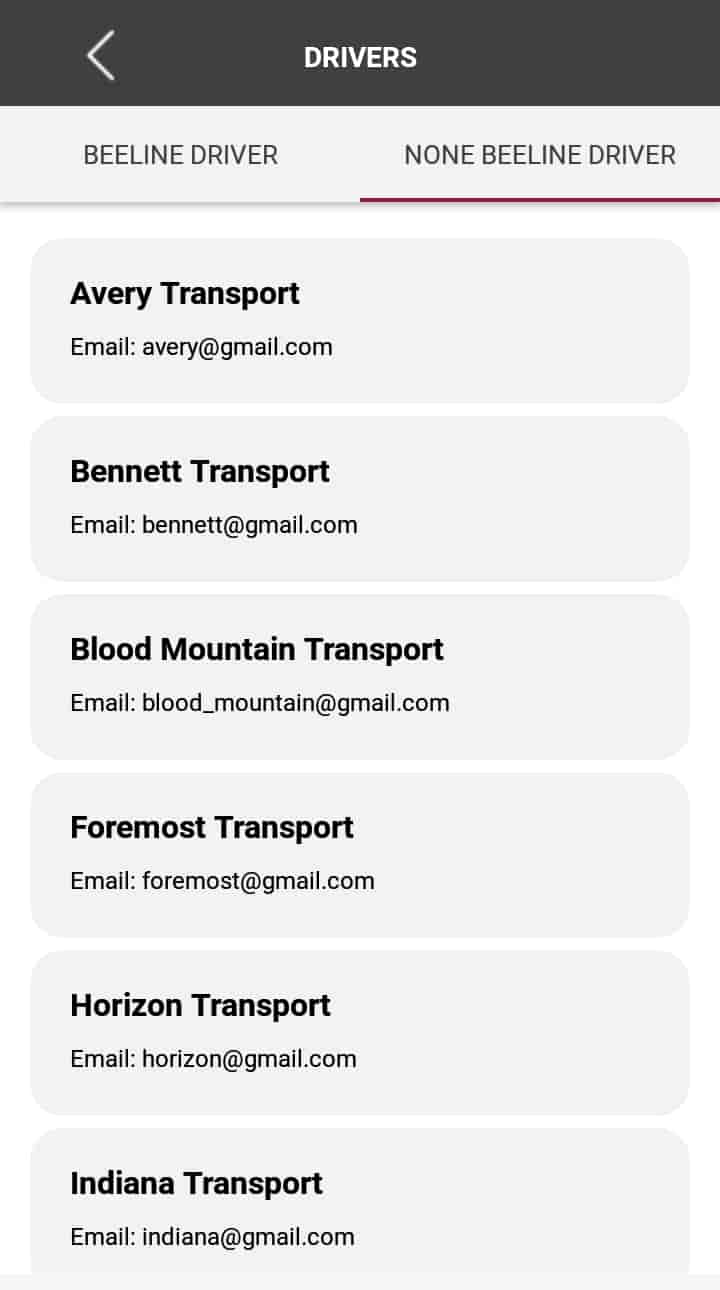 DRIVERS
BEELINE DRIVER
NONE BEELINE DRIVER
Avery Transport
Email: avery@gmail.com
Bennett Transport
Email: bennett@gmail.com
Blood Mountain Transport
Email: blood_mountain@gmail.com
Foremost Transport
Email: foremost@gmail.com
Horizon Transport
Email: horizon@gmail.com
Indiana Transport
Email: indiana@gmail.com